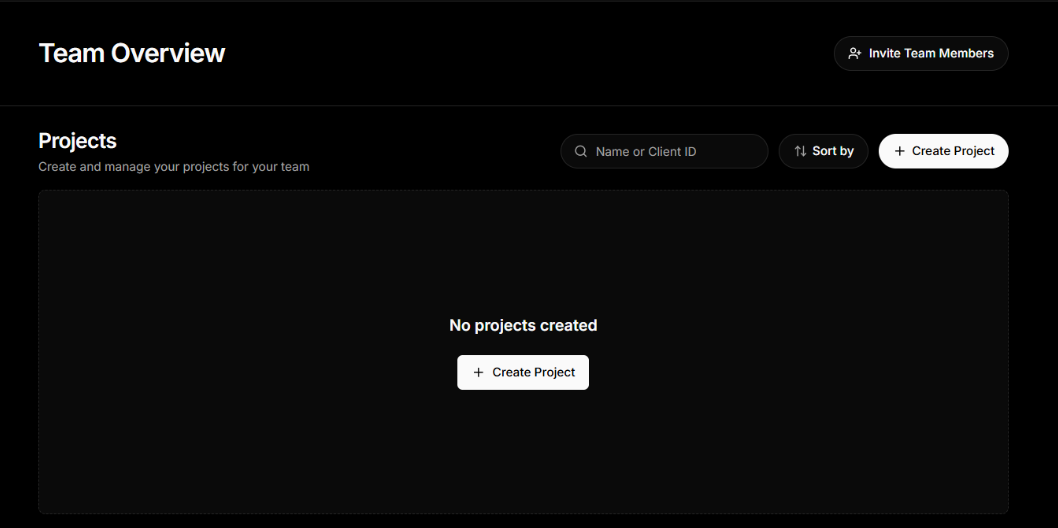 Team Overview
Invite Team Members
Projects
Create and manage your projects for your team
Name or Client ID
Sort by
Create Project
No projects created
Create Project